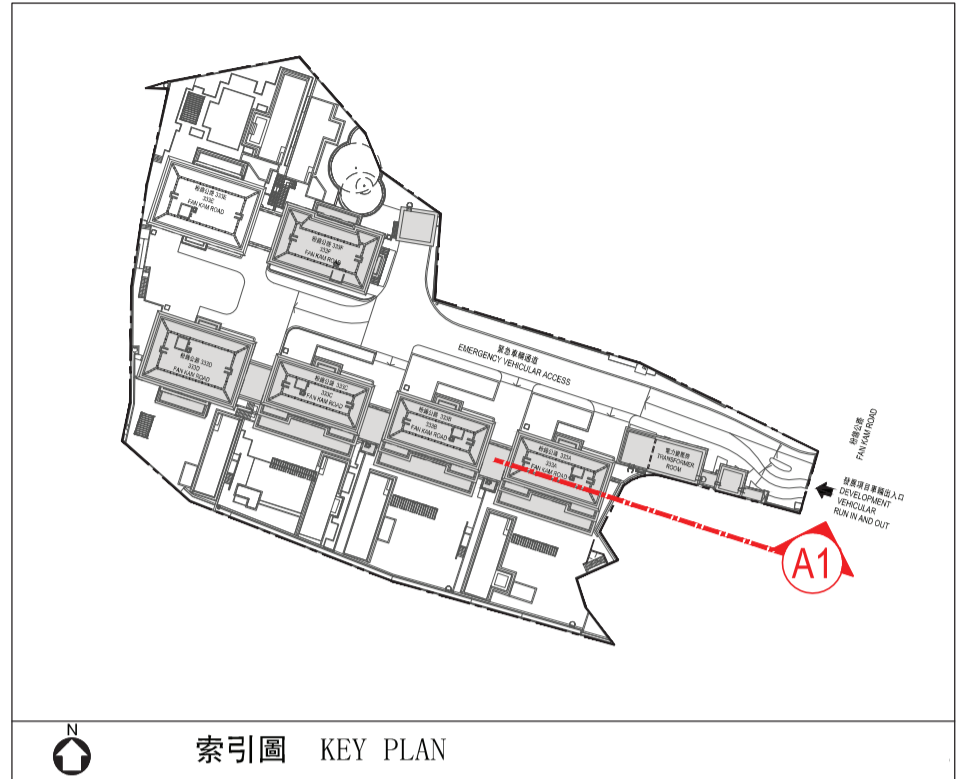 粉錦公路 333E
333E
FAN KAM ROAD
粉錦公路 333F
333F
FAN KAM ROAD
緊急車輛通道
EMERGENCY VEHICULAR ACCESS
粉錦公路 333D
333D
FAN KAM ROAD
粉錦公路 333C
333C
FAN KAM ROAD
粉錦公路 333B
333B
FAN KAM ROAD
粉錦公路 333A
333A
FAN KAM ROAD
電力變壓房
TRANSFORMER
ROOM
粉錦公路
FAN KAM ROAD
發展項目車輛出入口
DEVELOPMENT
VEHICULAR
RUN IN AND OUT
A1
N
索引圖 KEY PLAN